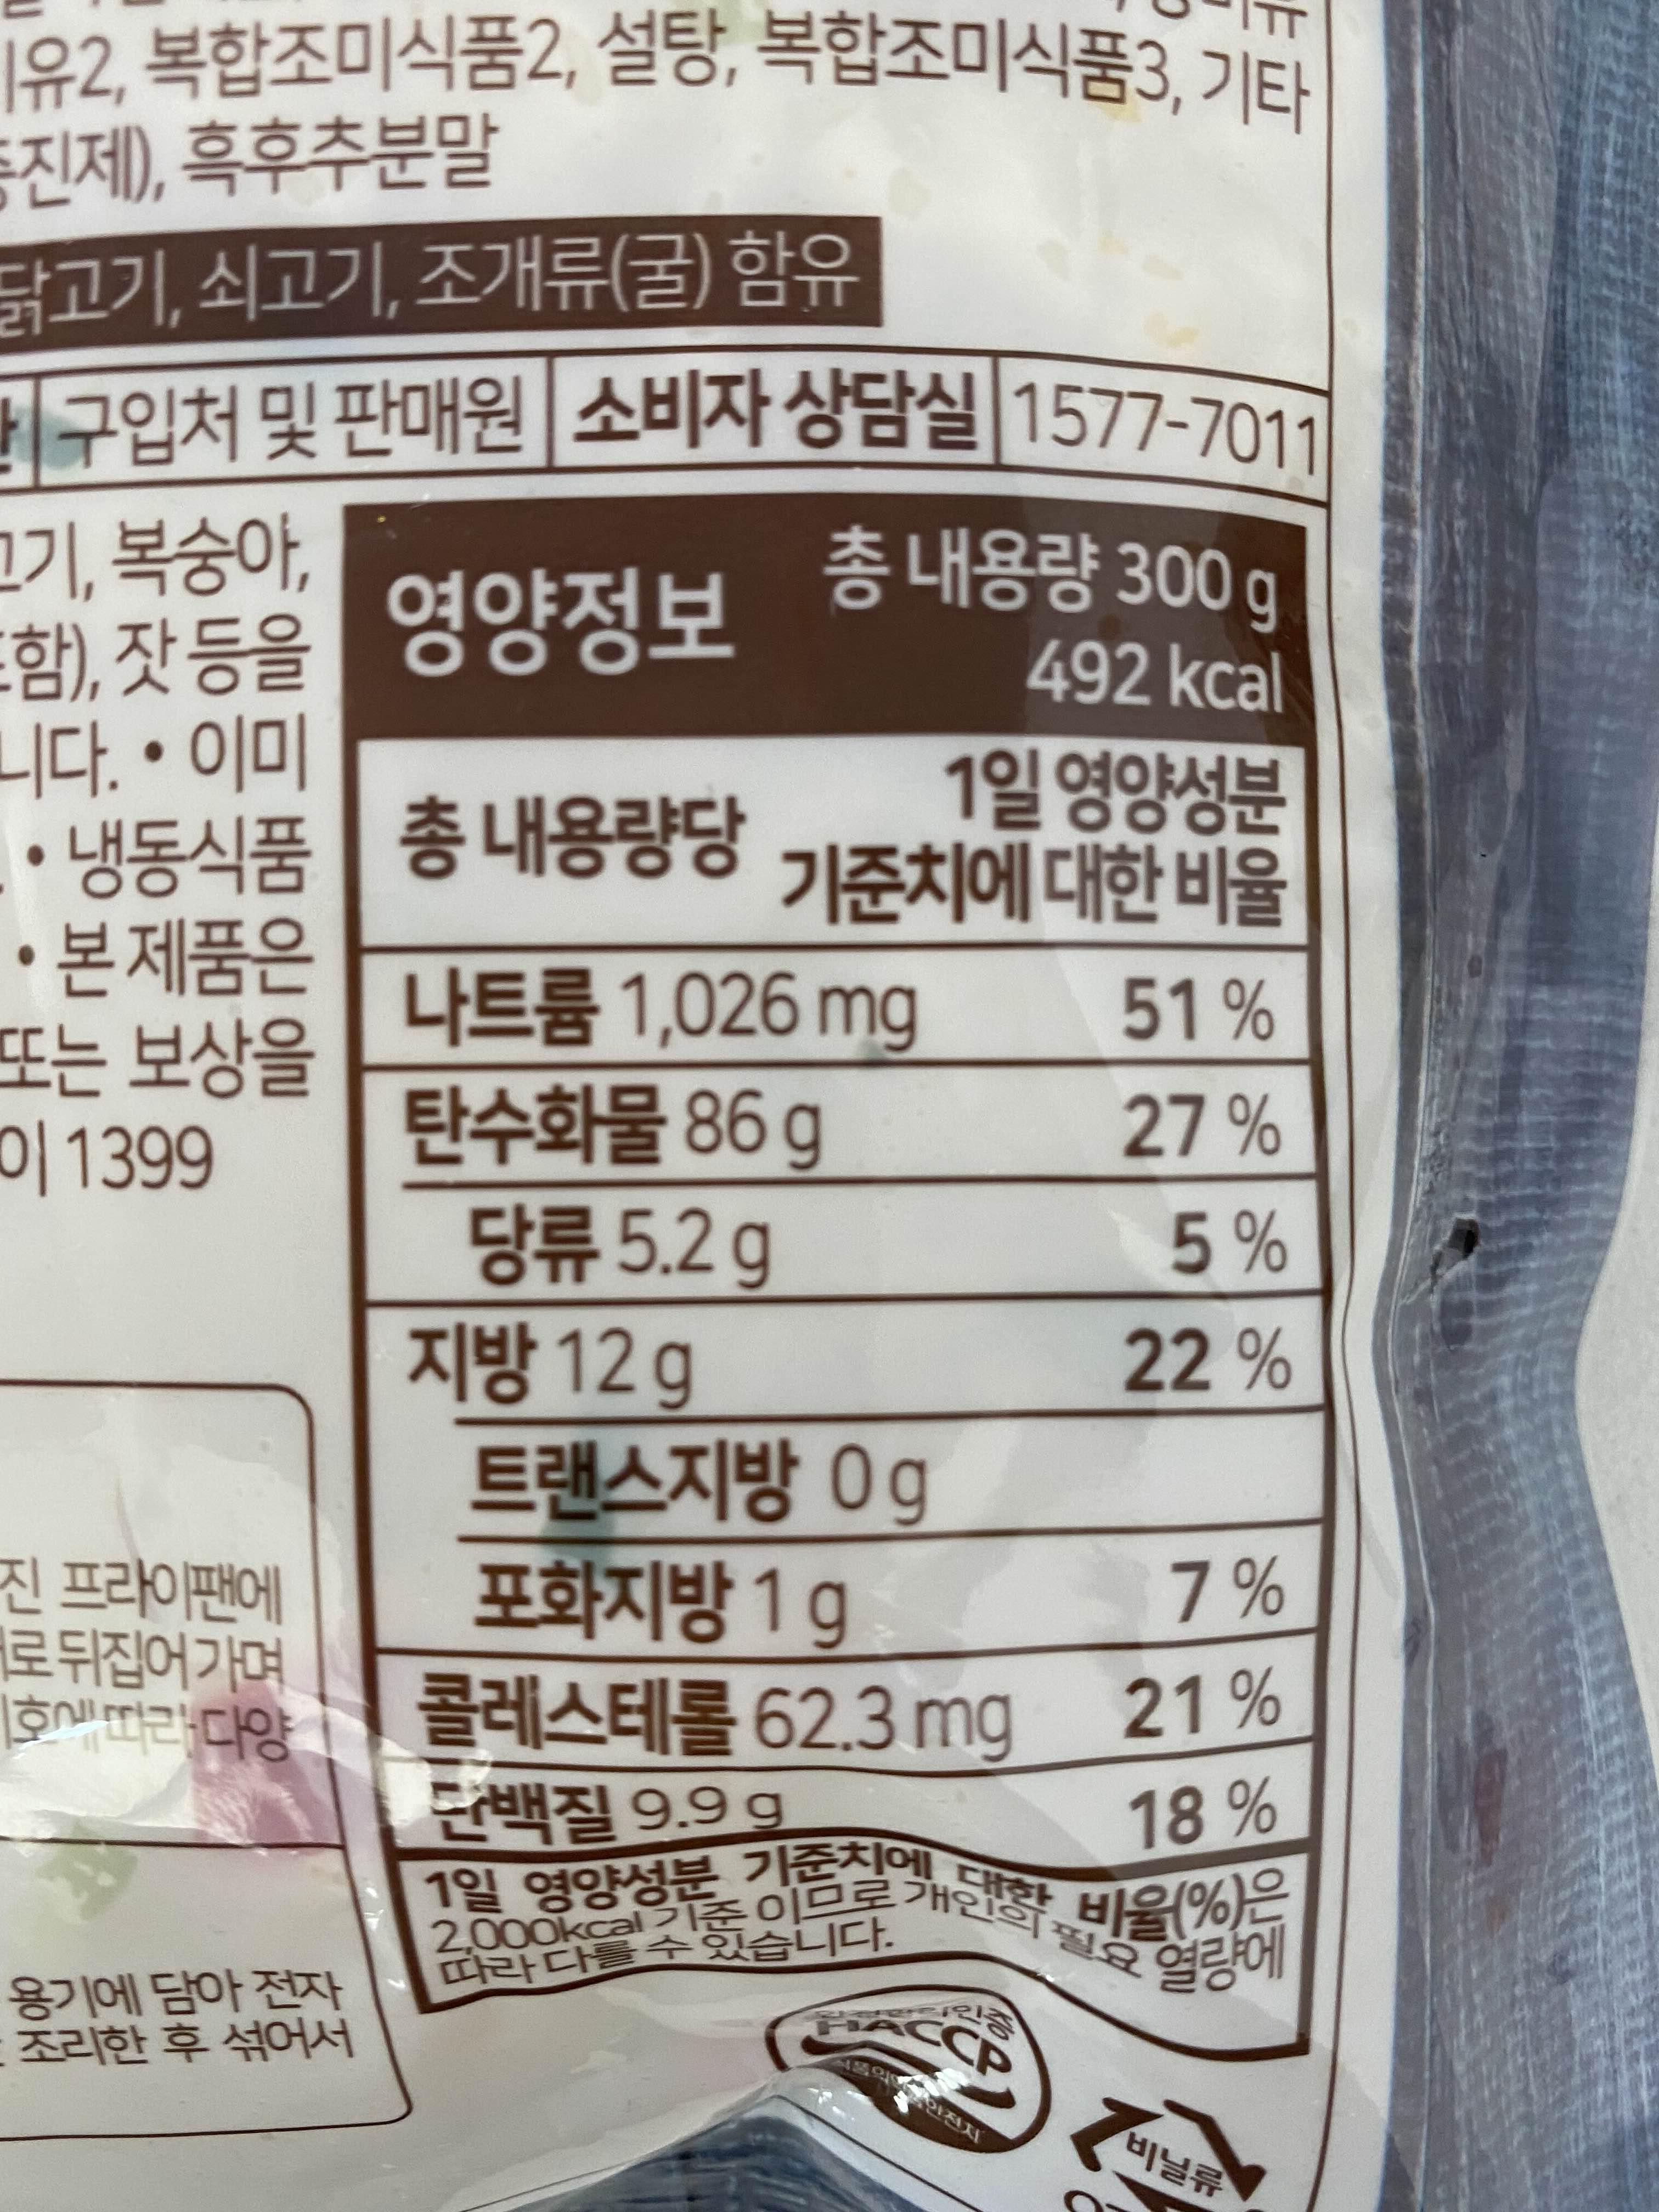 유2, 복합조미식품2, 설탕, 복합조미식품3, 기타
진제), 흑후추분말
닭고기, 쇠고기, 조개류(굴) 함유
구입처 및 판매원 소비자 상담실 1577-7011
고기, 복숭아,
함), 잣 등을
니다. • 이미
• 냉동식품
• 본 제품은
또는 보상을
이 1399
영양정보
총 내용량 300 g
492 kcal
총 내용량당
1일 영양성분
기준치에 대한 비율
나트륨 1,026 mg 51 %
탄수화물 86 g 27 %
당류 5.2 g 5 %
지방 12 g 22 %
트랜스지방 0 g
포화지방 1 g 7 %
콜레스테롤 62.3 mg 21 %
단백질 9.9 g 18 %
1일 영양성분 기준치에 대한 비율(%)은
2,000kcal 기준 이므로 개인의 필요 열량에
따라 다를 수 있습니다.
진 프라이팬에
로 뒤집어 가며
호에 따라 다양
용기에 담아 전자
조리한 후 섞어서
HACCP
비닐류